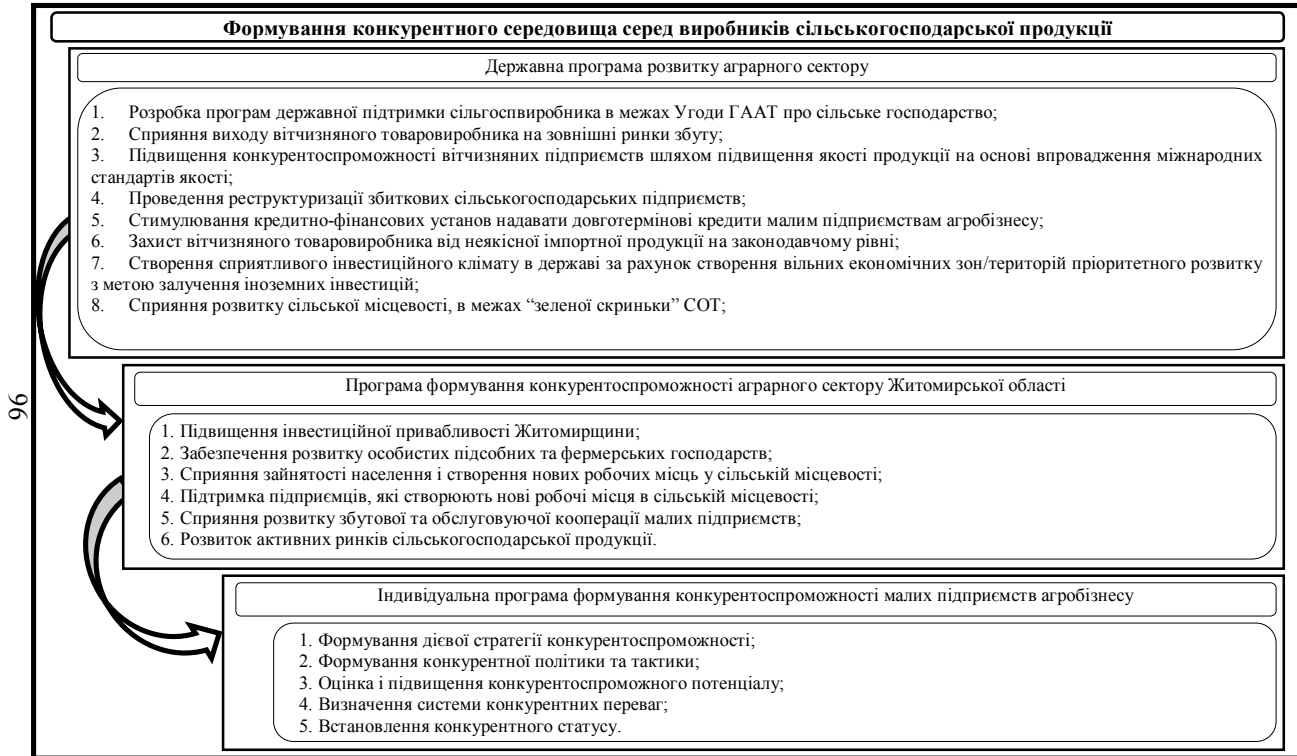 Формування конкурентного середовища серед виробників сільськогосподарської продукції
Державна програма розвитку аграрного сектору
1. Розробка програм державної підтримки сільгоспвиробника в межах Угоди ГААТ про сільське господарство;
2. Сприяння виходу вітчизняного товаровиробника на зовнішні ринки збуту;
3. Підвищення конкурентоспроможності вітчизняних підприємств шляхом підвищення якості продукції на основі впровадження міжнародних
стандартів якості;
4. Проведення реструктуризації збиткових сільськогосподарських підприємств;
5. Стимулювання кредитно-фінансових установ надавати довготермінові кредити малим підприємствам агробізнесу;
6. Захист вітчизняного товаровиробника від неякісної імпортної продукції на законодавчому рівні;
7. Створення сприятливого інвестиційного клімату в державі за рахунок створення вільних економічних зон/територій пріоритетного розвитку
з метою залучення іноземних інвестицій;
8. Сприяння розвитку сільської місцевості, в межах “зеленої скриньки” СОТ;
Програма формування конкурентоспроможності аграрного сектору Житомирської області
1. Підвищення інвестиційної привабливості Житомирщини;
2. Забезпечення розвитку особистих підсобних та фермерських господарств;
3. Сприяння зайнятості населення і створення нових робочих місць у сільській місцевості;
4. Підтримка підприємців, які створюють нові робочі місця в сільській місцевості;
5. Сприяння розвитку збутової та обслуговуючої кооперації малих підприємств;
6. Розвиток активних ринків сільськогосподарської продукції.
Індивідуальна програма формування конкурентоспроможності малих підприємств агробізнесу
1. Формування дієвої стратегії конкурентоспроможності;
2. Формування конкурентної політики та тактики;
3. Оцінка і підвищення конкурентоспроможного потенціалу;
4. Визначення системи конкурентних переваг;
5. Встановлення конкурентного статусу.
96